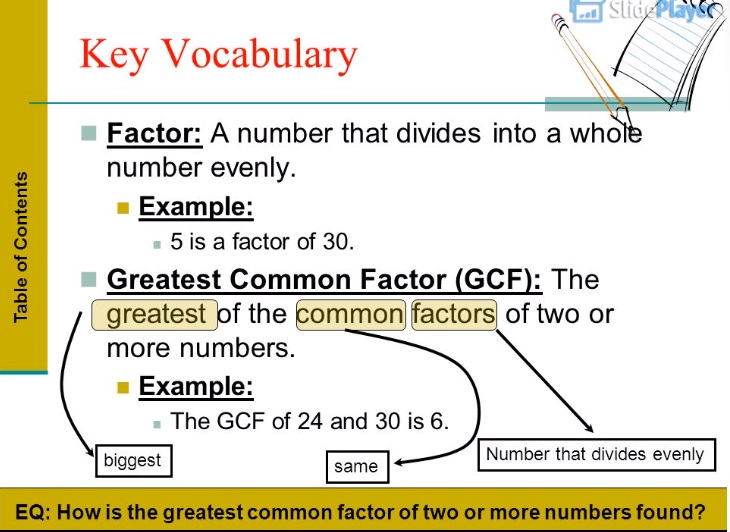 SlidePlayer
Key Vocabulary
Factor: A number that divides into a whole
number evenly.
Example:
5 is a factor of 30.
Greatest Common Factor (GCF): The
greatest of the common factors of two or
more numbers.
Example:
The GCF of 24 and 30 is 6.
biggest
same
Number that divides evenly
Table of Contents
EQ: How is the greatest common factor of two or more numbers found?